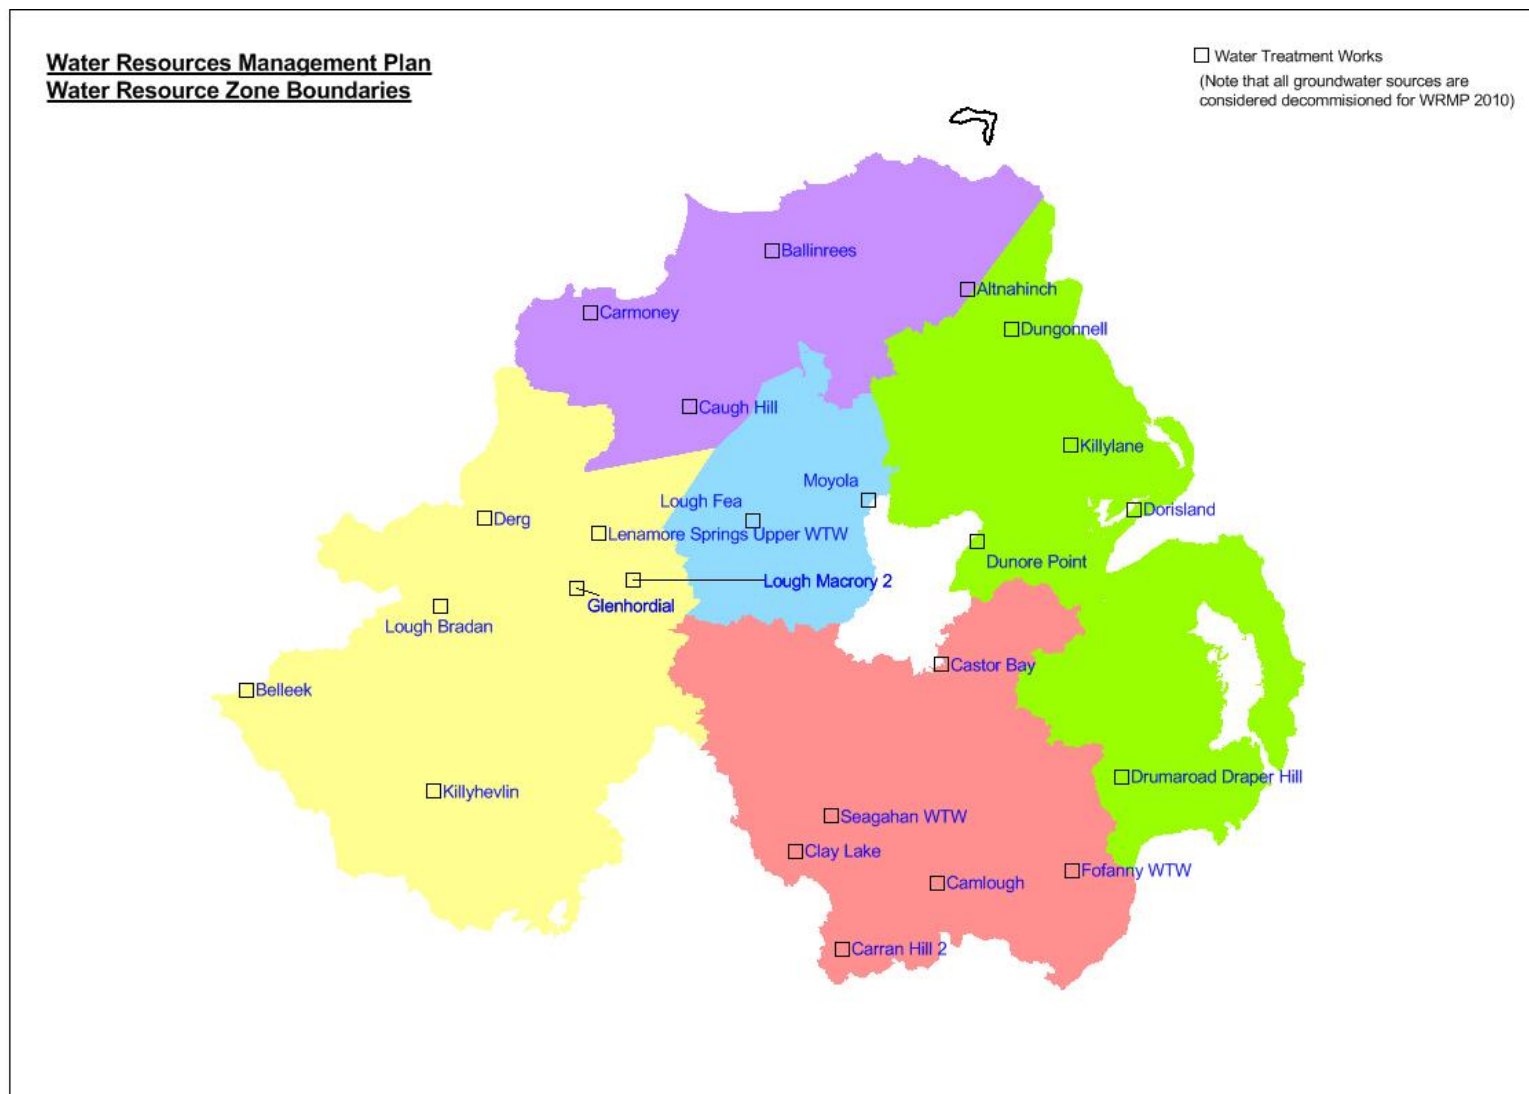 Water Resources Management Plan
Water Resource Zone Boundaries
Water Treatment Works
(Note that all groundwater sources are
considered decommisioned for WRMP 2010)
Ballinrees
Altnahinch
Carmoney
Dungonnell
Caugh Hill
Killylane
Moyola
Lough Fea
Dorisland
Derg
Lenamore Springs Upper WTW
Dunore Point
Lough Macrory 2
Glenhordial
Lough Bradan
Castor Bay
Belleek
Drumaroad Draper Hill
Killyhevlin
Seagahan WTW
Clay Lake
Fofanny WTW
Camlough
Carran Hill 2